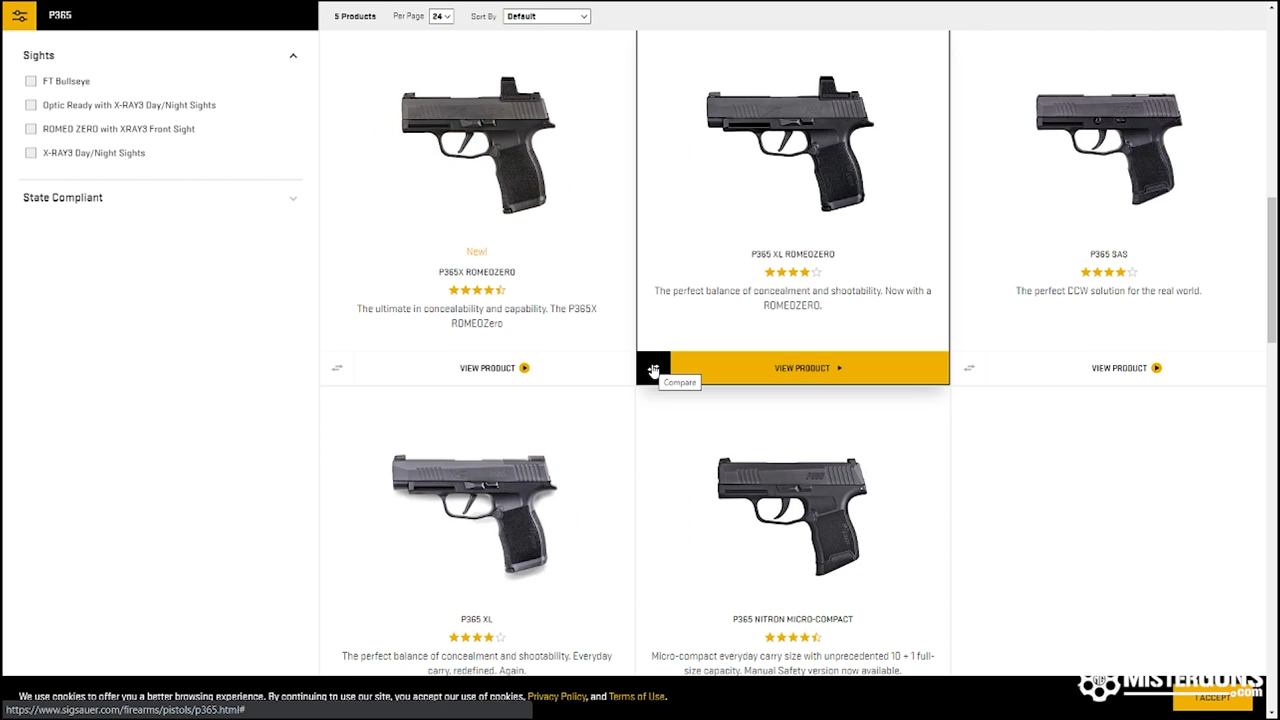 P365
5 Products
Per Page
24
Sort By
Default
Sights
FT Bullseye
Optic Ready with X-RAY3 Day/Night Sights
ROMEO ZERO with XRAY3 Front Sight
X-RAY3 Day/Night Sights
State Compliant
New!
P365X ROMEOZERO
The ultimate in concealability and capability. The P365X
ROMEOZero
VIEW PRODUCT
P365 XL ROMEOZERO
The perfect balance of concealment and shootability. Now with a
ROMEOZERO.
VIEW PRODUCT
Compare
P365 SAS
The perfect CCW solution for the real world.
VIEW PRODUCT
P365 XL
The perfect balance of concealment and shootability. Everyday
carry, redefined. Again.
P365 NITRON MICRO-COMPACT
Micro-compact everyday carry size with unprecedented 10 + 1 full-
size capacity. Manual Safety version now available.
We use cookies to offer you a better browsing experience. By continuing to use our site, you accept our use of cookies. Privacy Policy, and Terms of Use.
I ACCEPT
https://www.sigsauer.com/firearms/pistols/p365.html#
MISTERGUNS
.com